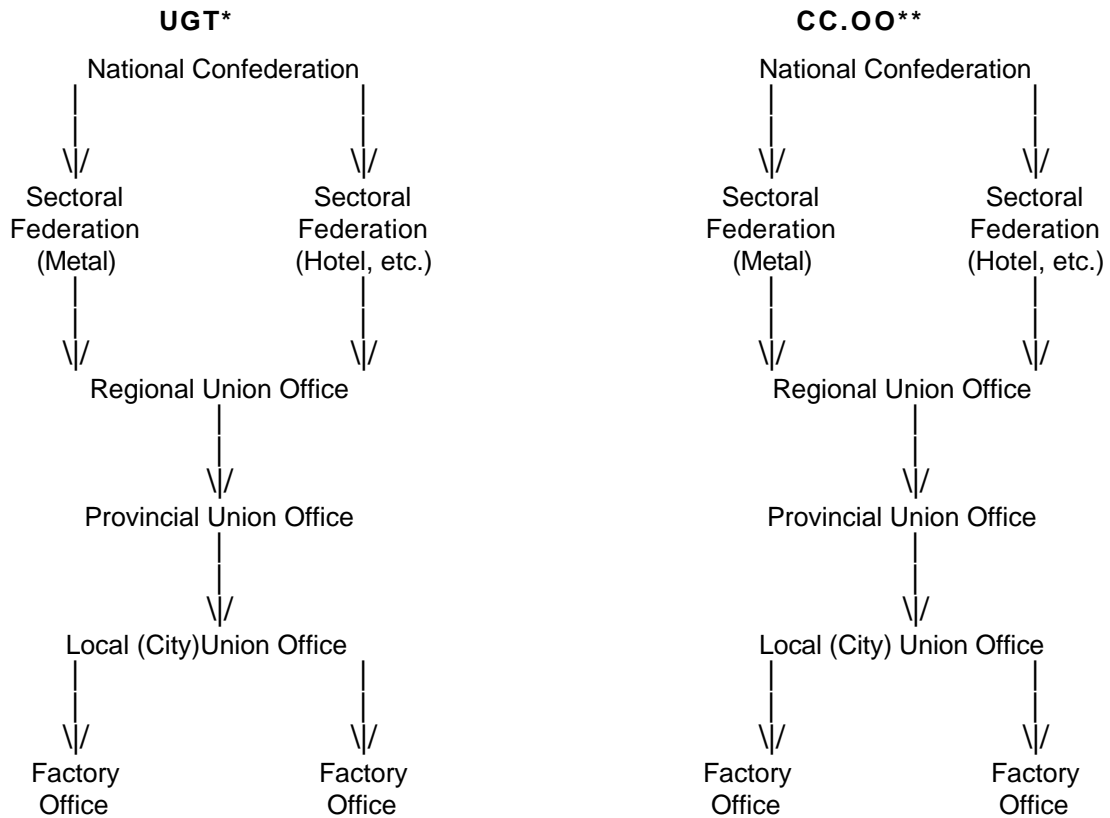 UGT*
National Confederation
Sectoral
Federation
(Metal)
Sectoral
Federation
(Hotel, etc.)
Regional Union Office
Provincial Union Office
Local (City)Union Office
Factory
Office
Factory
Office
CC.OO**
National Confederation
Sectoral
Federation
(Metal)
Sectoral
Federation
(Hotel, etc.)
Regional Union Office
Provincial Union Office
Local (City) Union Office
Factory
Office
Factory
Office